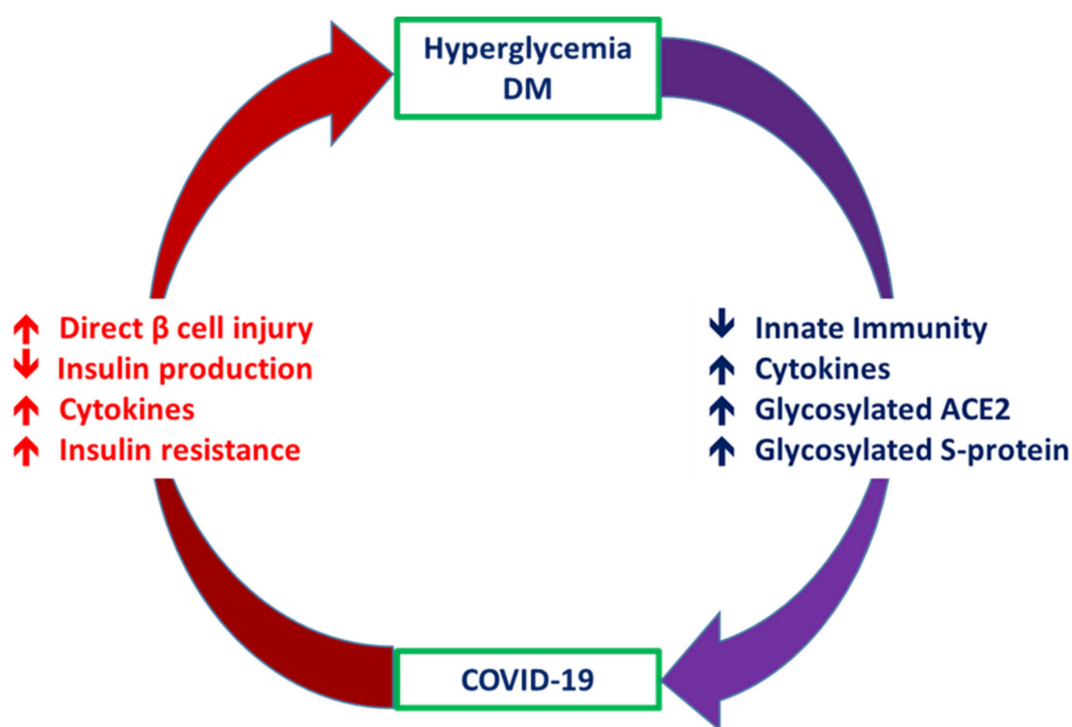 Hyperglycemia
DM
↑ Direct β cell injury
↓ Insulin production
↑ Cytokines
↑ Insulin resistance
↓ Innate Immunity
↑ Cytokines
↑ Glycosylated ACE2
↑ Glycosylated S-protein
COVID-19